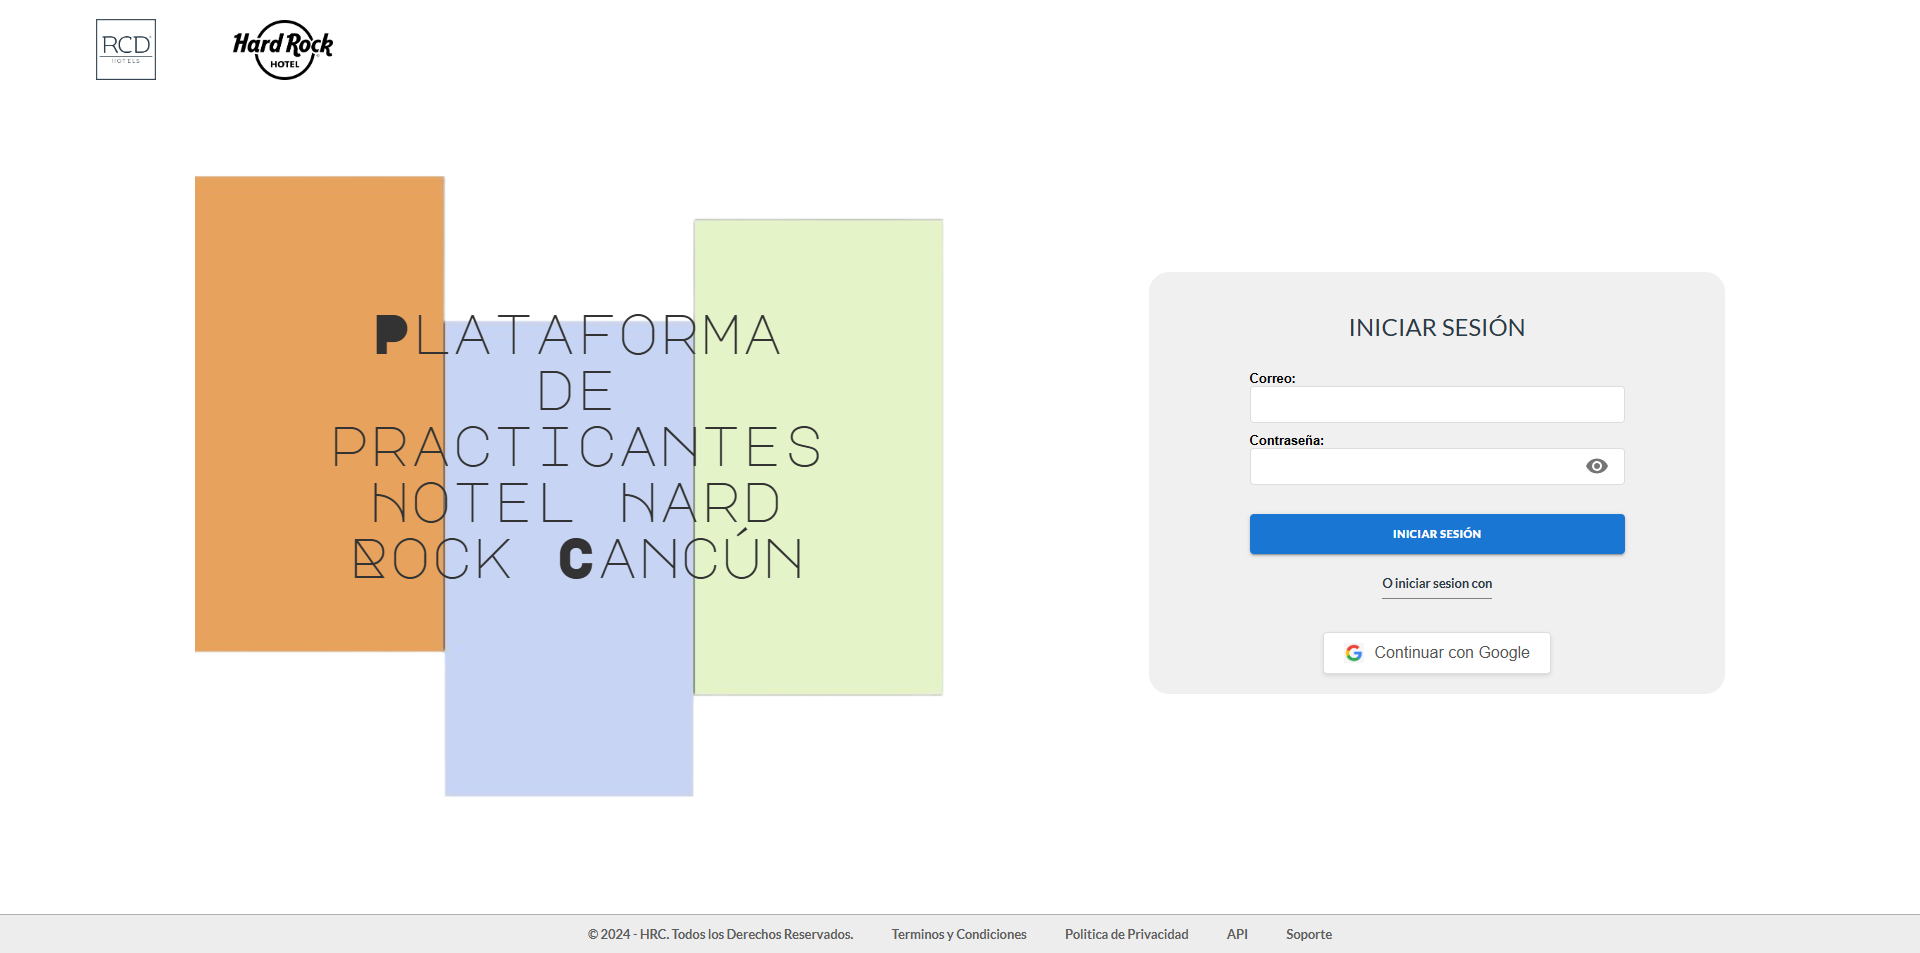 RCD
HOTELS
Hard Rock
HOTEL
PLATAFORMA
DE
PRACTICANTES
HOTEL HARD
ROCK CANCÚN
INICIAR SESIÓN
Correo:
Contraseña:
INICIAR SESIÓN
O iniciar sesion con
Continuar con Google
© 2024 - HRC. Todos los Derechos Reservados.
Terminos y Condiciones
Politica de Privacidad
API
Soporte